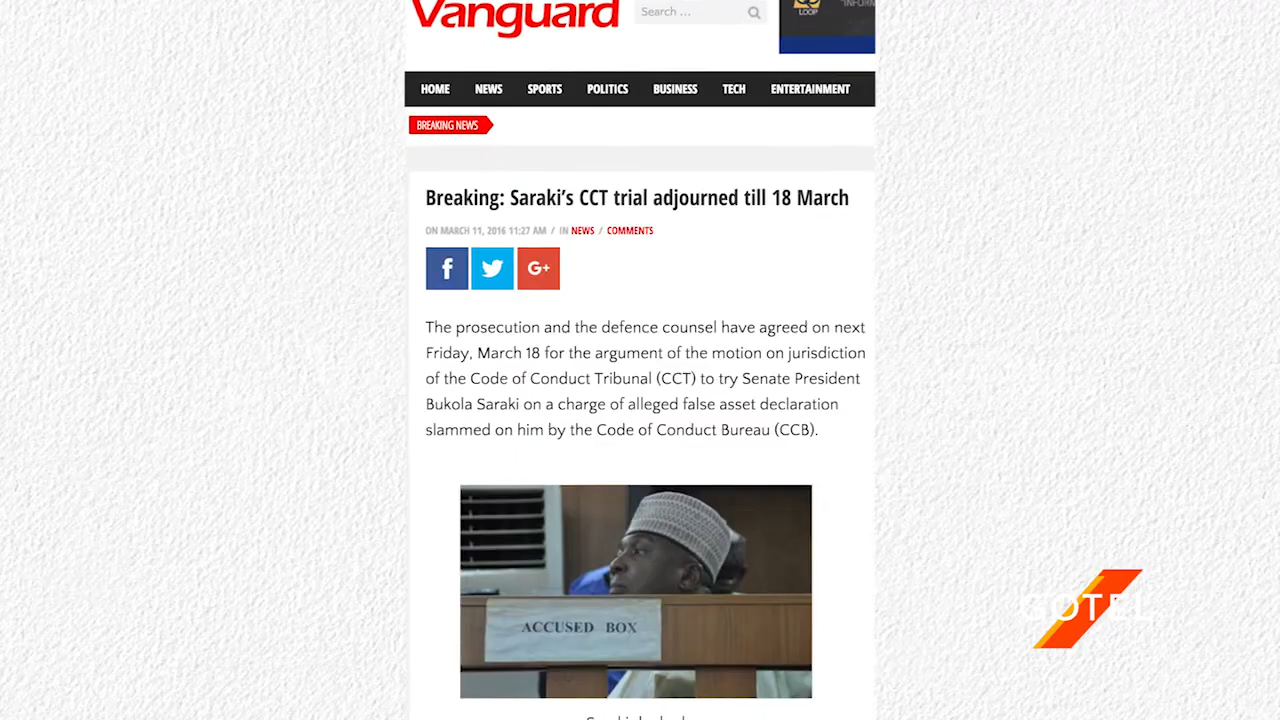 Vanguard
Search ...
LOOP
HOME NEWS SPORTS POLITICS BUSINESS TECH ENTERTAINMENT
BREAKING NEWS
Breaking: Saraki's CCT trial adjourned till 18 March
ON MARCH 11, 2016 11:27 AM / IN NEWS / COMMENTS
f G+
The prosecution and the defence counsel have agreed on next
Friday, March 18 for the argument of the motion on jurisdiction
of the Code of Conduct Tribunal (CCT) to try Senate President
Bukola Saraki on a charge of alleged false asset declaration
slammed on him by the Code of Conduct Bureau (CCB).
ACCUSED BOX